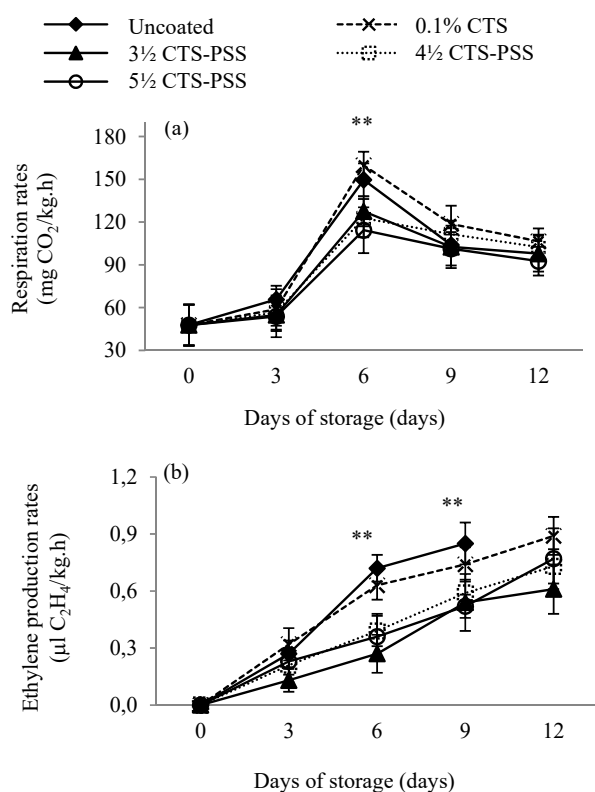 Uncoated
0.1% CTS
3½ CTS-PSS
4½ CTS-PSS
5½ CTS-PSS
(a)
**
180
150
120
90
60
30
0 3 6 9 12
Respiration rates
(mg CO₂/kg.h)
Days of storage (days)
(b)
**
**
1,2
0,9
0,6
0,3
0,0
0 3 6 9 12
Ethylene production rates
(µl C₂H₄/kg.h)
Days of storage (days)